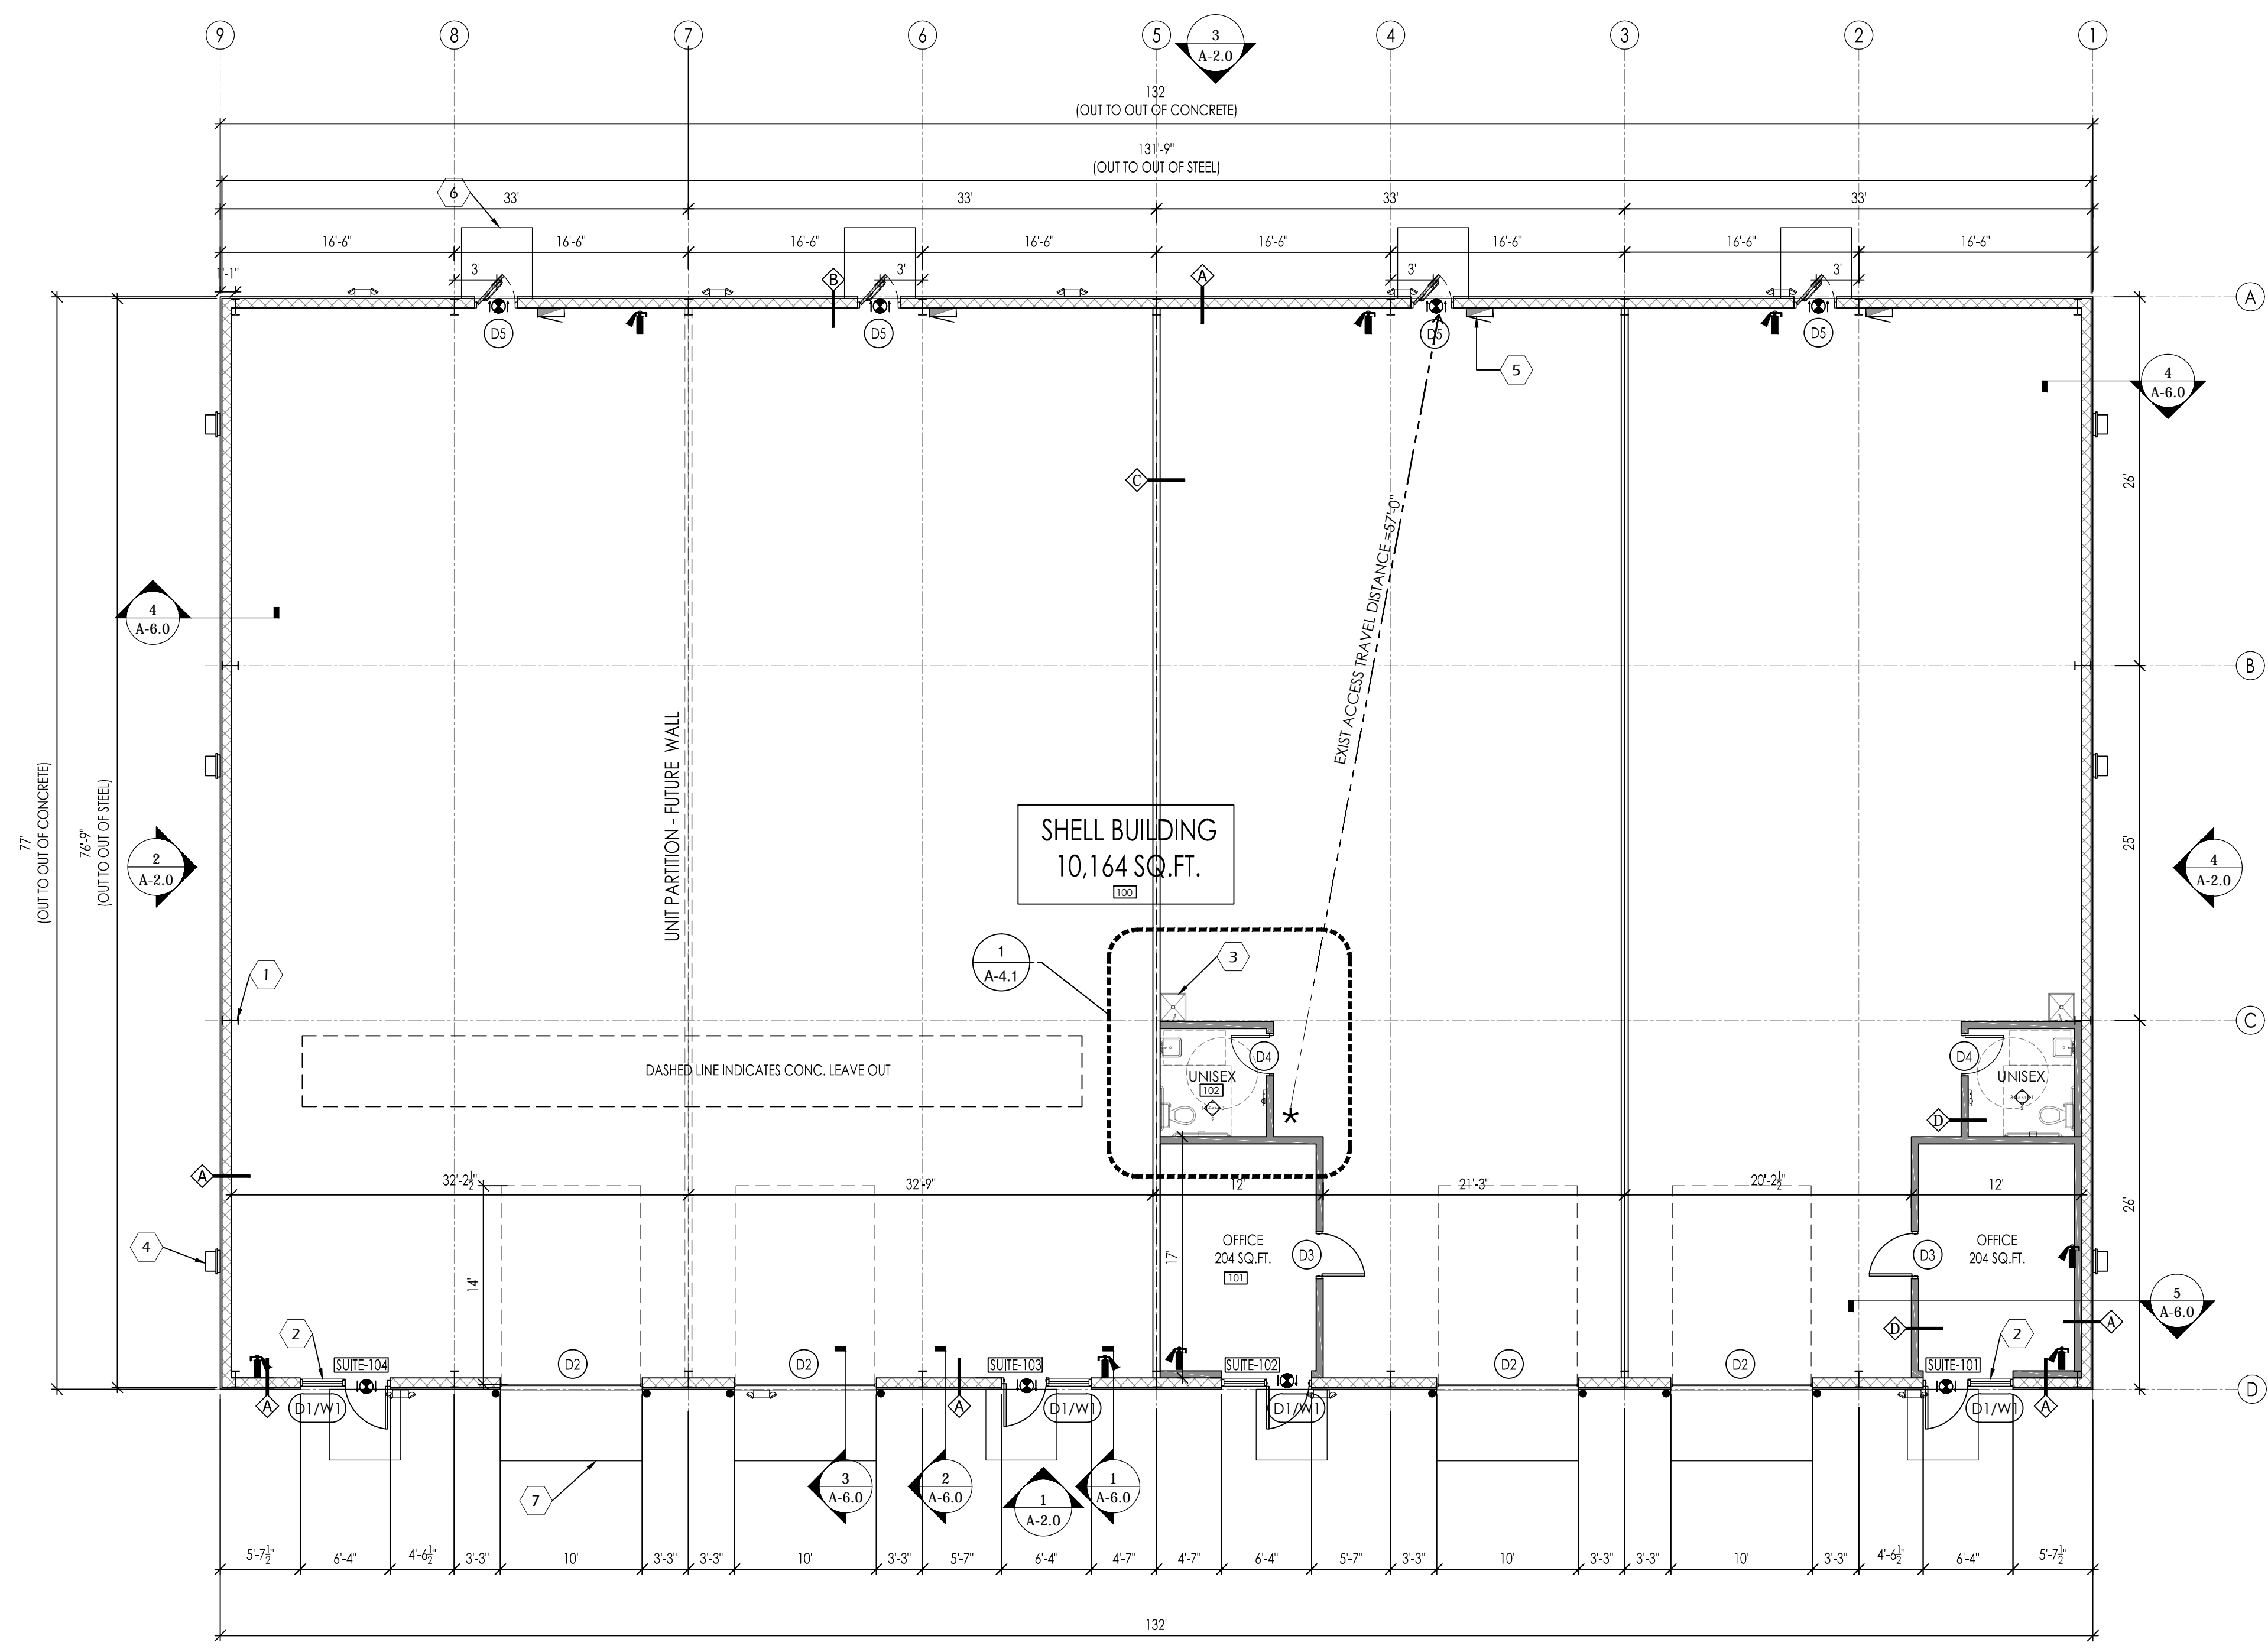 9 8 7 6 5 4 3 2 1
3
A-2.0
132'
(OUT TO OUT OF CONCRETE)
131'-9"
(OUT TO OUT OF STEEL)
6
33' 33' 33' 33'
16'-6" 16'-6" 16'-6" 16'-6" 16'-6" 16'-6" 16'-6" 16'-6"
1'-1" 3' B 3' A 3' 3'
A
D5 D5 D5 D5
5
4
A-6.0
C
26'
EXIST ACCESS TRAVEL DISTANCE =57'-0"
4
A-6.0
B
77'
(OUT TO OUT OF CONCRETE)
76'-9"
(OUT TO OUT OF STEEL)
UNIT PARTITION - FUTURE WALL
SHELL BUILDING
10,164 SQ.FT.
100
25'
2
A-2.0
4
A-2.0
1
A-4.1
3
1
C
DASHED LINE INDICATES CONC. LEAVE OUT
D4 D4
UNISEX
102
UNISEX
D
A
32'-2½" 32'-9" 12' 21'-3" 20'-2½" 12'
26'
14'
17'
4
OFFICE
204 SQ.FT.
101
D3 D3
OFFICE
204 SQ.FT.
5
A-6.0
2 D 2 A
SUITE-104 D2 D2 SUITE-103 SUITE-102 D2 D2 SUITE-101
D
A D1/W1 A D1/W1 D1/W1 D1/W1 A
7
3
A-6.0
2
A-6.0
1
A-2.0
1
A-6.0
5'-7½" 6'-4" 4'-6½" 3'-3" 10' 3'-3" 3'-3" 10' 3'-3" 5'-7" 6'-4" 4'-7" 4'-7" 6'-4" 5'-7" 3'-3" 10' 3'-3" 3'-3" 10' 3'-3" 4'-6½" 6'-4" 5'-7½"
132'